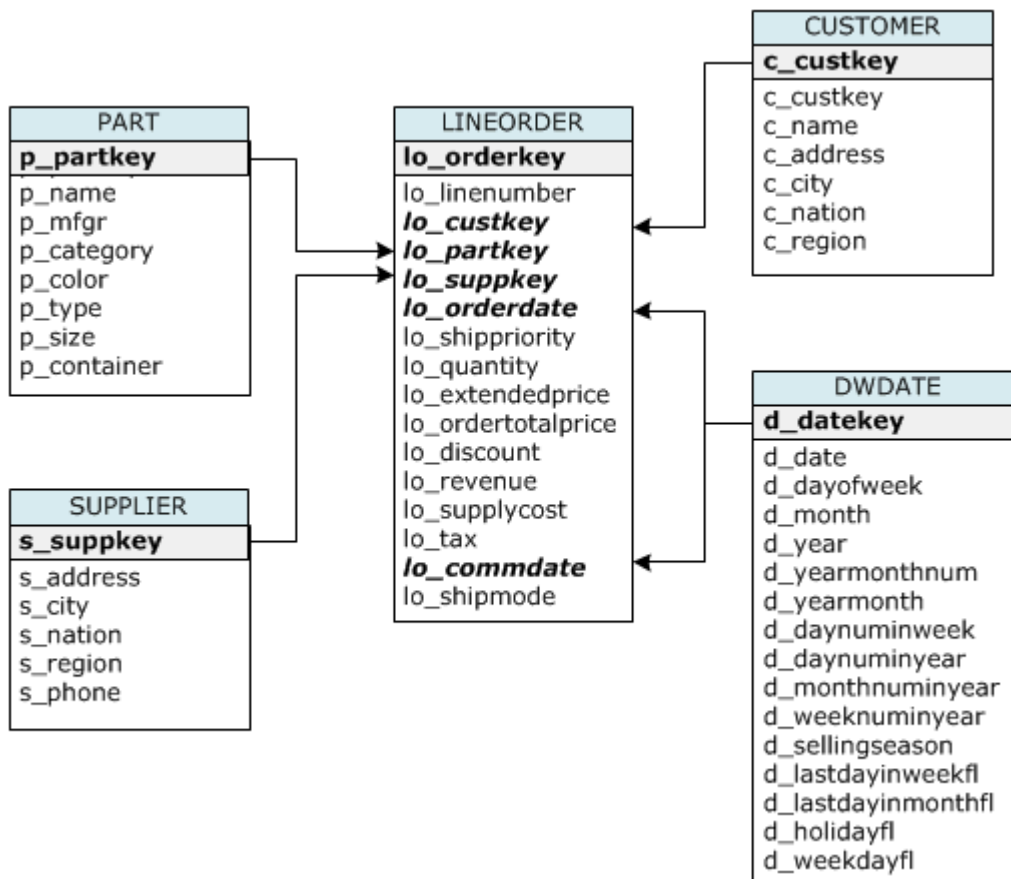 PART
p_partkey
p_name
p_mfgr
p_category
p_color
p_type
p_size
p_container
SUPPLIER
s_suppkey
s_address
s_city
s_nation
s_region
s_phone
LINEORDER
lo_orderkey
lo_linenumber
lo_custkey
lo_partkey
lo_suppkey
lo_orderdate
lo_shippriority
lo_quantity
lo_extendedprice
lo_ordertotalprice
lo_discount
lo_revenue
lo_supplycost
lo_tax
lo_commdate
lo_shipmode
CUSTOMER
c_custkey
c_custkey
c_name
c_address
c_city
c_nation
c_region
DWDATE
d_datekey
d_date
d_dayofweek
d_month
d_year
d_yearmonthnum
d_yearmonth
d_daynuminweek
d_daynuminyear
d_monthnuminyear
d_weeknuminyear
d_sellingseason
d_lastdayinweekfl
d_lastdayinmonthfl
d_holidayfl
d_weekdayfl